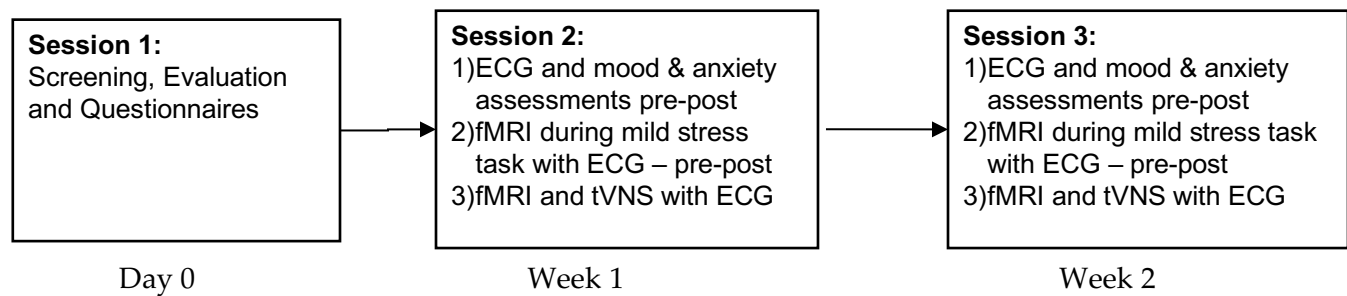 Session 1:
Screening, Evaluation
and Questionnaires
Session 2:
1)ECG and mood & anxiety
assessments pre-post
2)fMRI during mild stress
task with ECG – pre-post
3)fMRI and tVNS with ECG
Session 3:
1)ECG and mood & anxiety
assessments pre-post
2)fMRI during mild stress task
with ECG – pre-post
3)fMRI and tVNS with ECG
Day 0
Week 1
Week 2